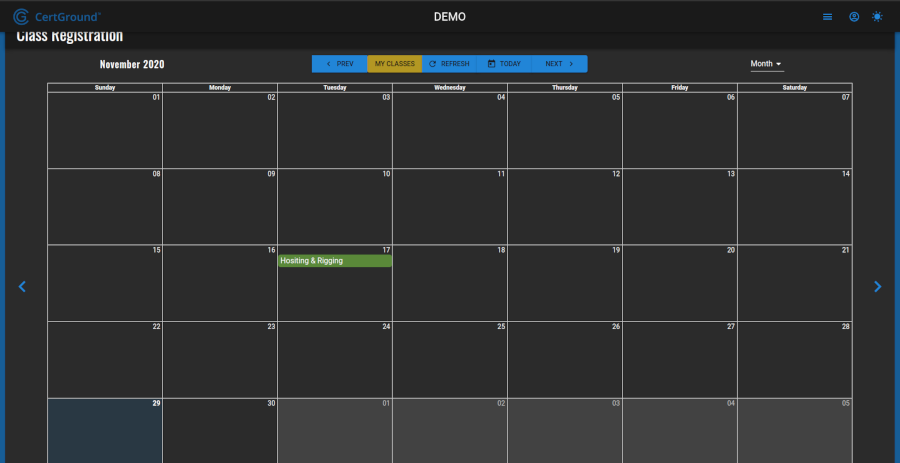 CertGround™
DEMO
Class Registration
November 2020
PREV
MY CLASSES
REFRESH
TODAY
NEXT
Month
Sunday Monday Tuesday Wednesday Thursday Friday Saturday
01 02 03 04 05 06 07
08 09 10 11 12 13 14
15 16 17 18 19 20 21
Hositing & Rigging
22 23 24 25 26 27 28
29 30 01 02 03 04 05